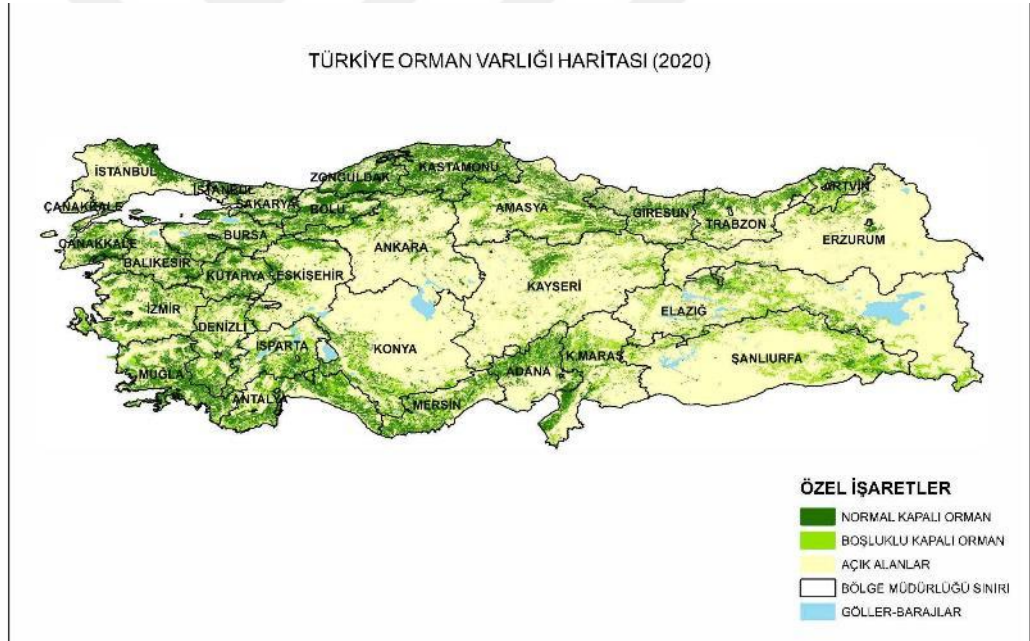 TÜRKİYE ORMAN VARLIĞI HARİTASI (2020)
İSTANBUL
ZONGULDAK
KASTAMONU
İSTANBUL
ÇANAKKALE
SAKARYA
BOLU
AMASYA
GİRESUN
TRABZON
ARTVİN
ÇANAKKALE
BURSA
ANKARA
ERZURUM
BALIKESİR
KÜTAHYA
ESKİŞEHİR
KAYSERİ
İZMİR
ELAZIĞ
DENİZLİ
ISPARTA
KONYA
K.MARAŞ
ŞANLIURFA
MUĞLA
ADANA
ANTALYA
MERSİN
ÖZEL İŞARETLER
NORMAL KAPALI ORMAN
BOŞLUKLU KAPALI ORMAN
AÇIK ALANLAR
BÖLGE MÜDÜRLÜĞÜ SINIRI
GÖLLER-BARAJLAR